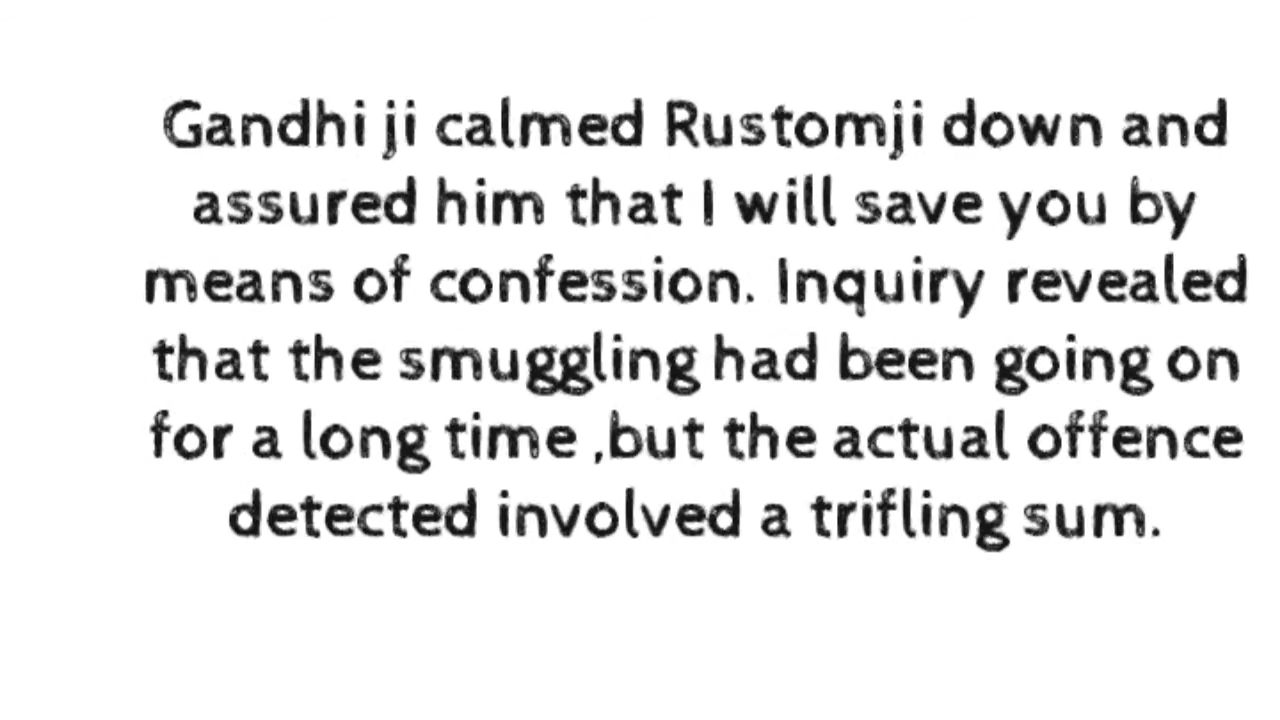 Gandhi ji calmed Rustomji down and
assured him that I will save you by
means of confession. Inquiry revealed
that the smuggling had been going on
for a long time ,but the actual offence
detected involved a trifling sum.